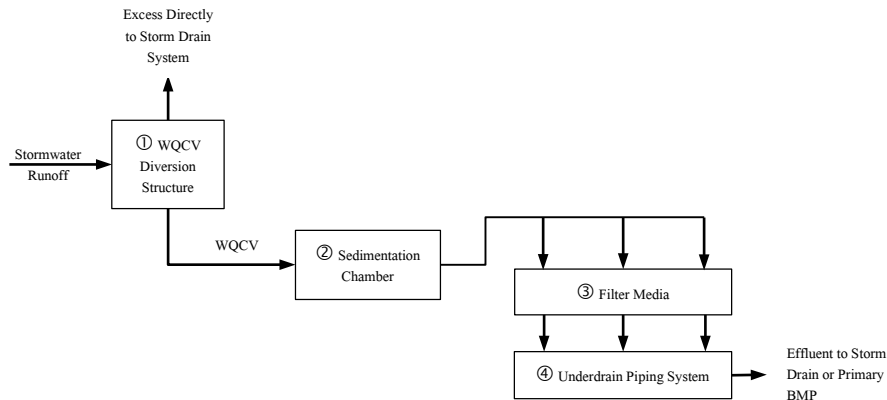 Excess Directly
to Storm Drain
System
Stormwater
Runoff
① WQCV
Diversion
Structure
WQCV
② Sedimentation
Chamber
③ Filter Media
④ Underdrain Piping System
Effluent to Storm
Drain or Primary
BMP